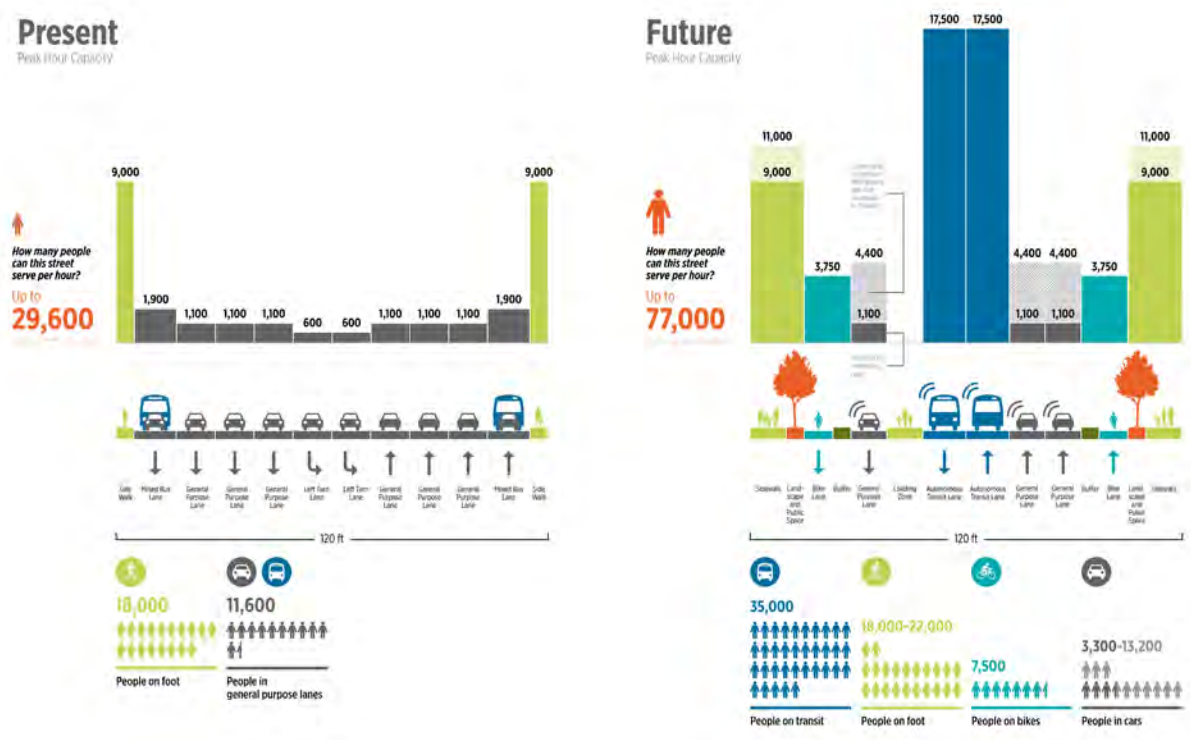 Present
Peak Hour Capacity
9,000
9,000
How many people
can this street
serve per hour?
Up to
29,600
1,900
1,100
1,100
1,100
600
600
1,100
1,100
1,100
1,900
Side
Walk
Mixed Bus
Lane
General
Purpose
Lane
General
Purpose
Lane
General
Purpose
Lane
Left Turn
Lane
Left Turn
Lane
General
Purpose
Lane
General
Purpose
Lane
General
Purpose
Lane
Mixed Bus
Lane
Side
Walk
120 ft
18,000
People on foot
11,600
People in
general purpose lanes
Future
Peak Hour Capacity
17,500
17,500
11,000
9,000
11,000
9,000
How many people
can this street
serve per hour?
Up to
77,000
3,750
4,400
1,100
4,400
4,400
1,100
1,100
3,750
Sidewalk
Land-
scape
and
Public
Space
Bike
Lane
Buffer
General
Purpose
Lane
Loading
Zone
Autonomous
Transit Lane
Autonomous
Transit Lane
General
Purpose
Lane
General
Purpose
Lane
Buffer
Bike
Lane
Land-
scaped
and
Public
Space
Sidewalk
120 ft
35,000
People on transit
18,000-22,000
People on foot
7,500
People on bikes
3,300-13,200
People in cars